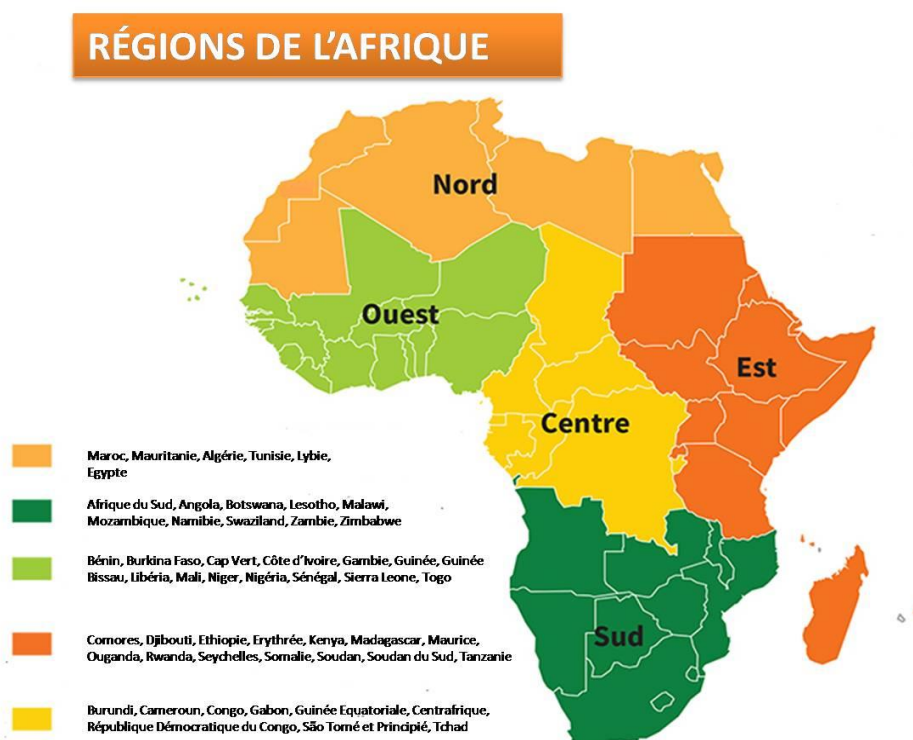 RÉGIONS DE L'AFRIQUE
Nord
Ouest
Est
Centre
Sud
Maroc, Mauritanie, Algérie, Tunisie, Lybie,
Egypte
Afrique du Sud, Angola, Botswana, Lesotho, Malawi,
Mozambique, Namibie, Swaziland, Zambie, Zimbabwe
Bénin, Burkina Faso, Cap Vert, Côte d'Ivoire, Gambie, Guinée, Guinée
Bissau, Libéria, Mali, Niger, Nigéria, Sénégal, Sierra Leone, Togo
Comores, Djibouti, Ethiopie, Erythrée, Kenya, Madagascar, Maurice,
Ouganda, Rwanda, Seychelles, Somalie, Soudan, Soudan du Sud, Tanzanie
Burundi, Cameroun, Congo, Gabon, Guinée Equatoriale, Centrafrique,
République Démocratique du Congo, São Tomé et Principié, Tchad